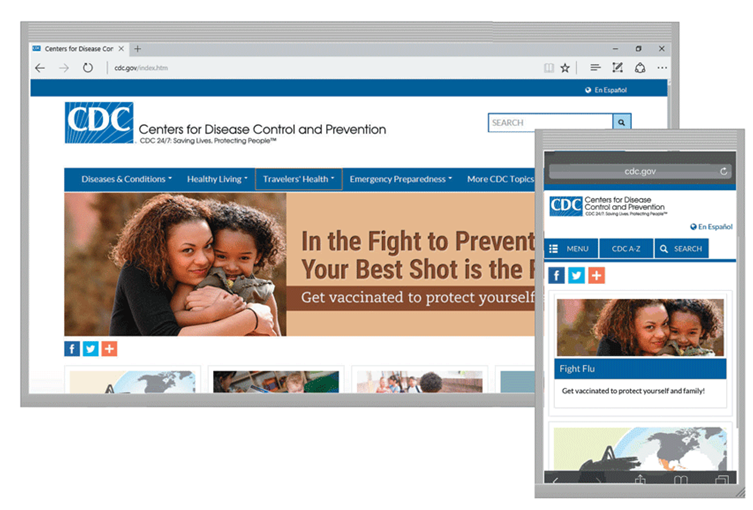 Centers for Disease Cor
cdc.gov/index.htm
En Español
CDC
Centers for Disease Control and Prevention
CDC 24/7: Saving Lives, Protecting People™
SEARCH
Diseases & Conditions
Healthy Living
Travelers' Health
Emergency Preparedness
More CDC Topics
In the Fight to Prevent
Your Best Shot is the F
Get vaccinated to protect yourself
cdc.gov
CDC
Centers for Disease
Control and Prevention
CDC 24/7: Saving Lives, Protecting People™
En Español
MENU
CDC A-Z
SEARCH
Fight Flu
Get vaccinated to protect yourself and family!